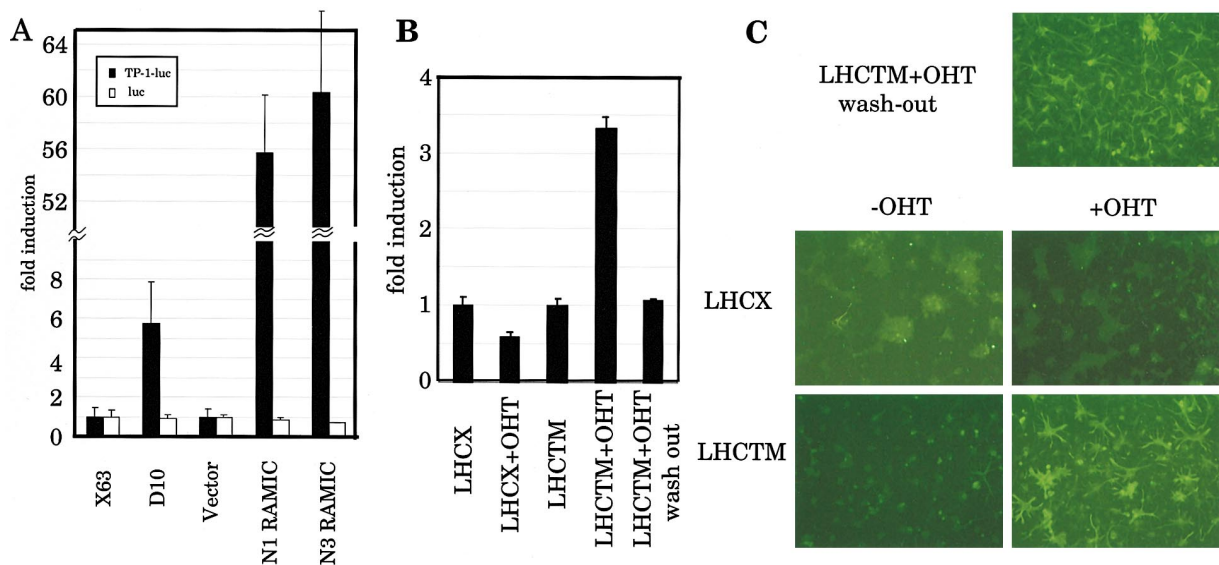 A
fold induction
64
60
56
52
8
6
4
2
0
TP-1-luc
luc
X63
D10
Vector
N1 RAMIC
N3 RAMIC
B
fold induction
4
3
2
1
0
LHCX
LHCX+OHT
LHCTM
LHCTM+OHT
LHCTM+OHT
wash out
C
LHCTM+OHT
wash-out
-OHT
+OHT
LHCX
LHCTM